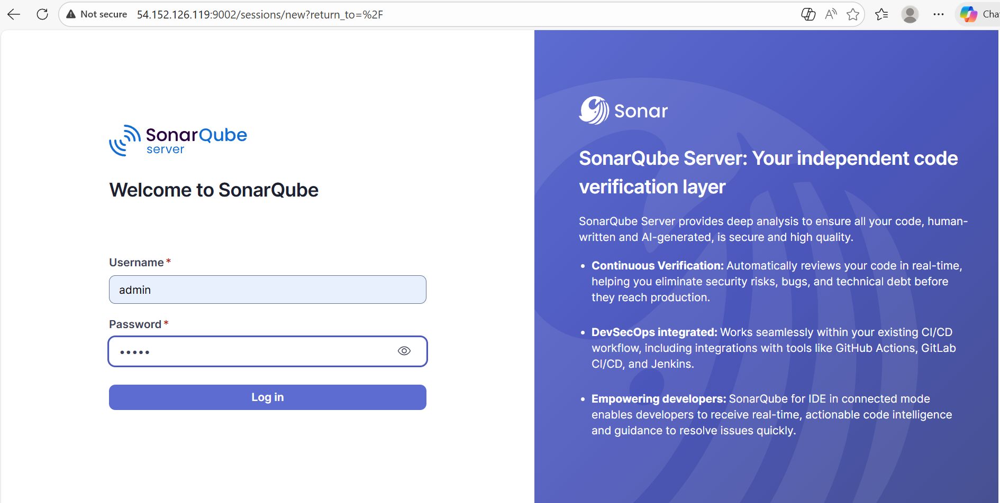 Not secure 54.152.126.119:9002/sessions/new?return_to=%2F
SonarQube
server
Welcome to SonarQube
Username *
admin
Password *
•••••
Log in
Sonar
SonarQube Server: Your independent code
verification layer
SonarQube Server provides deep analysis to ensure all your code, human-
written and AI-generated, is secure and high quality.
• Continuous Verification: Automatically reviews your code in real-time,
helping you eliminate security risks, bugs, and technical debt before
they reach production.
• DevSecOps integrated: Works seamlessly within your existing CI/CD
workflow, including integrations with tools like GitHub Actions, GitLab
CI/CD, and Jenkins.
• Empowering developers: SonarQube for IDE in connected mode
enables developers to receive real-time, actionable code intelligence
and guidance to resolve issues quickly.